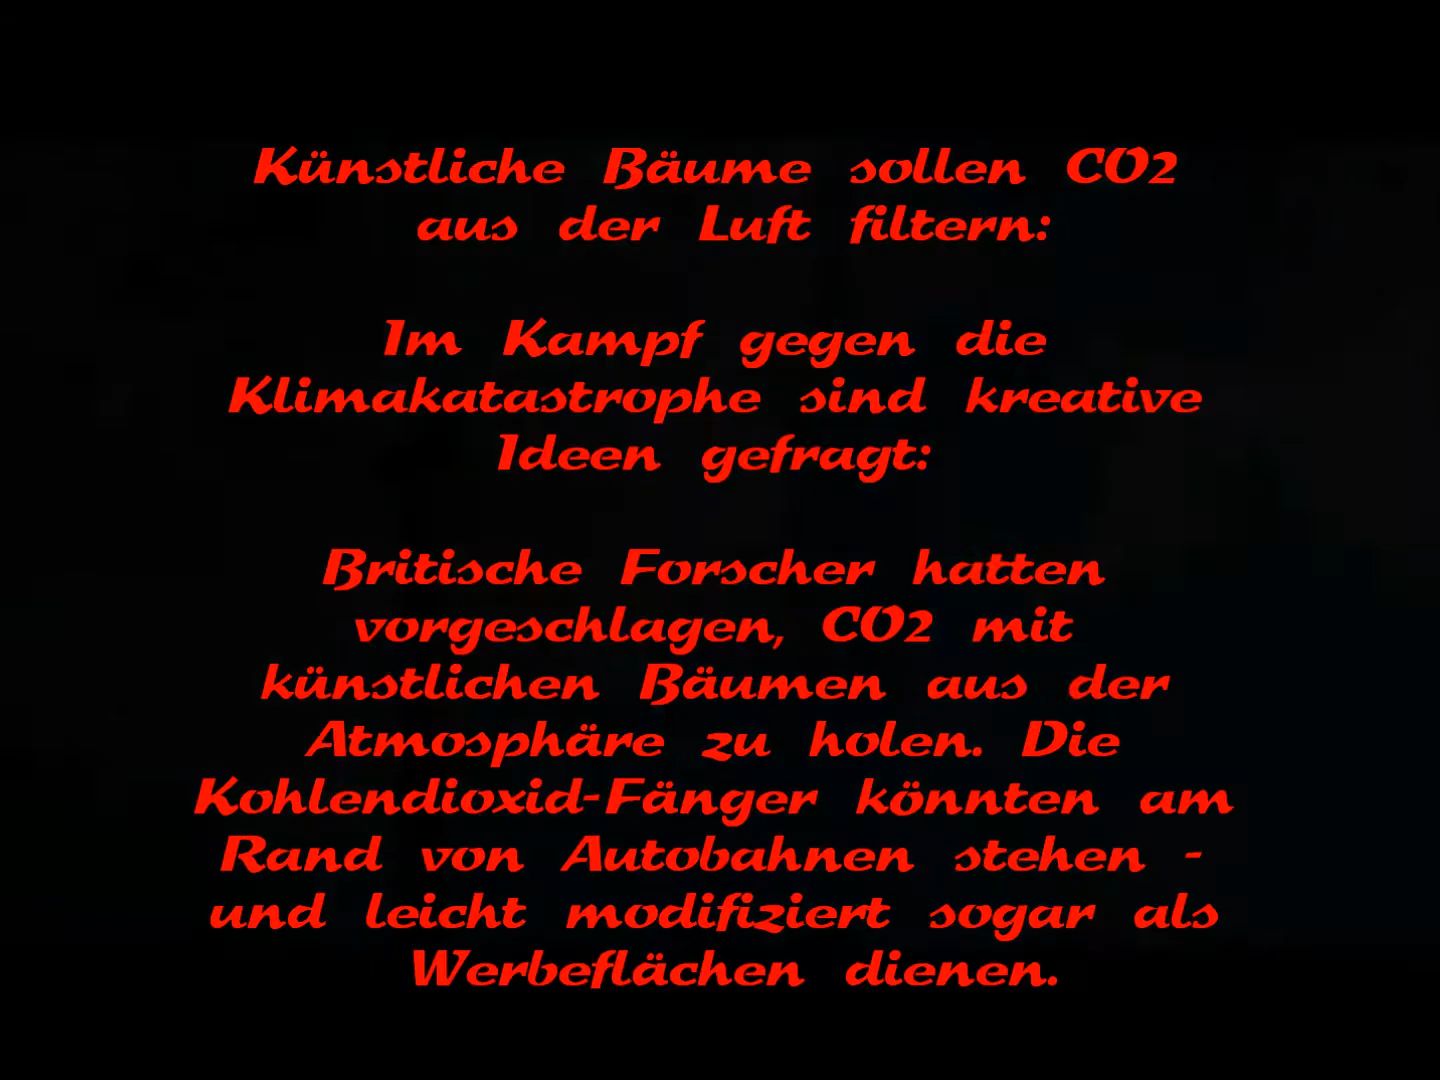 Künstliche Bäume sollen CO2
aus der Luft filtern:
Im Kampf gegen die
Klimakatastrophe sind kreative
Ideen gefragt:
Britische Forscher hatten
vorgeschlagen, CO2 mit
künstlichen Bäumen aus der
Atmosphäre zu holen. Die
Kohlendioxid-Fänger könnten am
Rand von Autobahnen stehen -
und leicht modifiziert sogar als
Werbeflächen dienen.